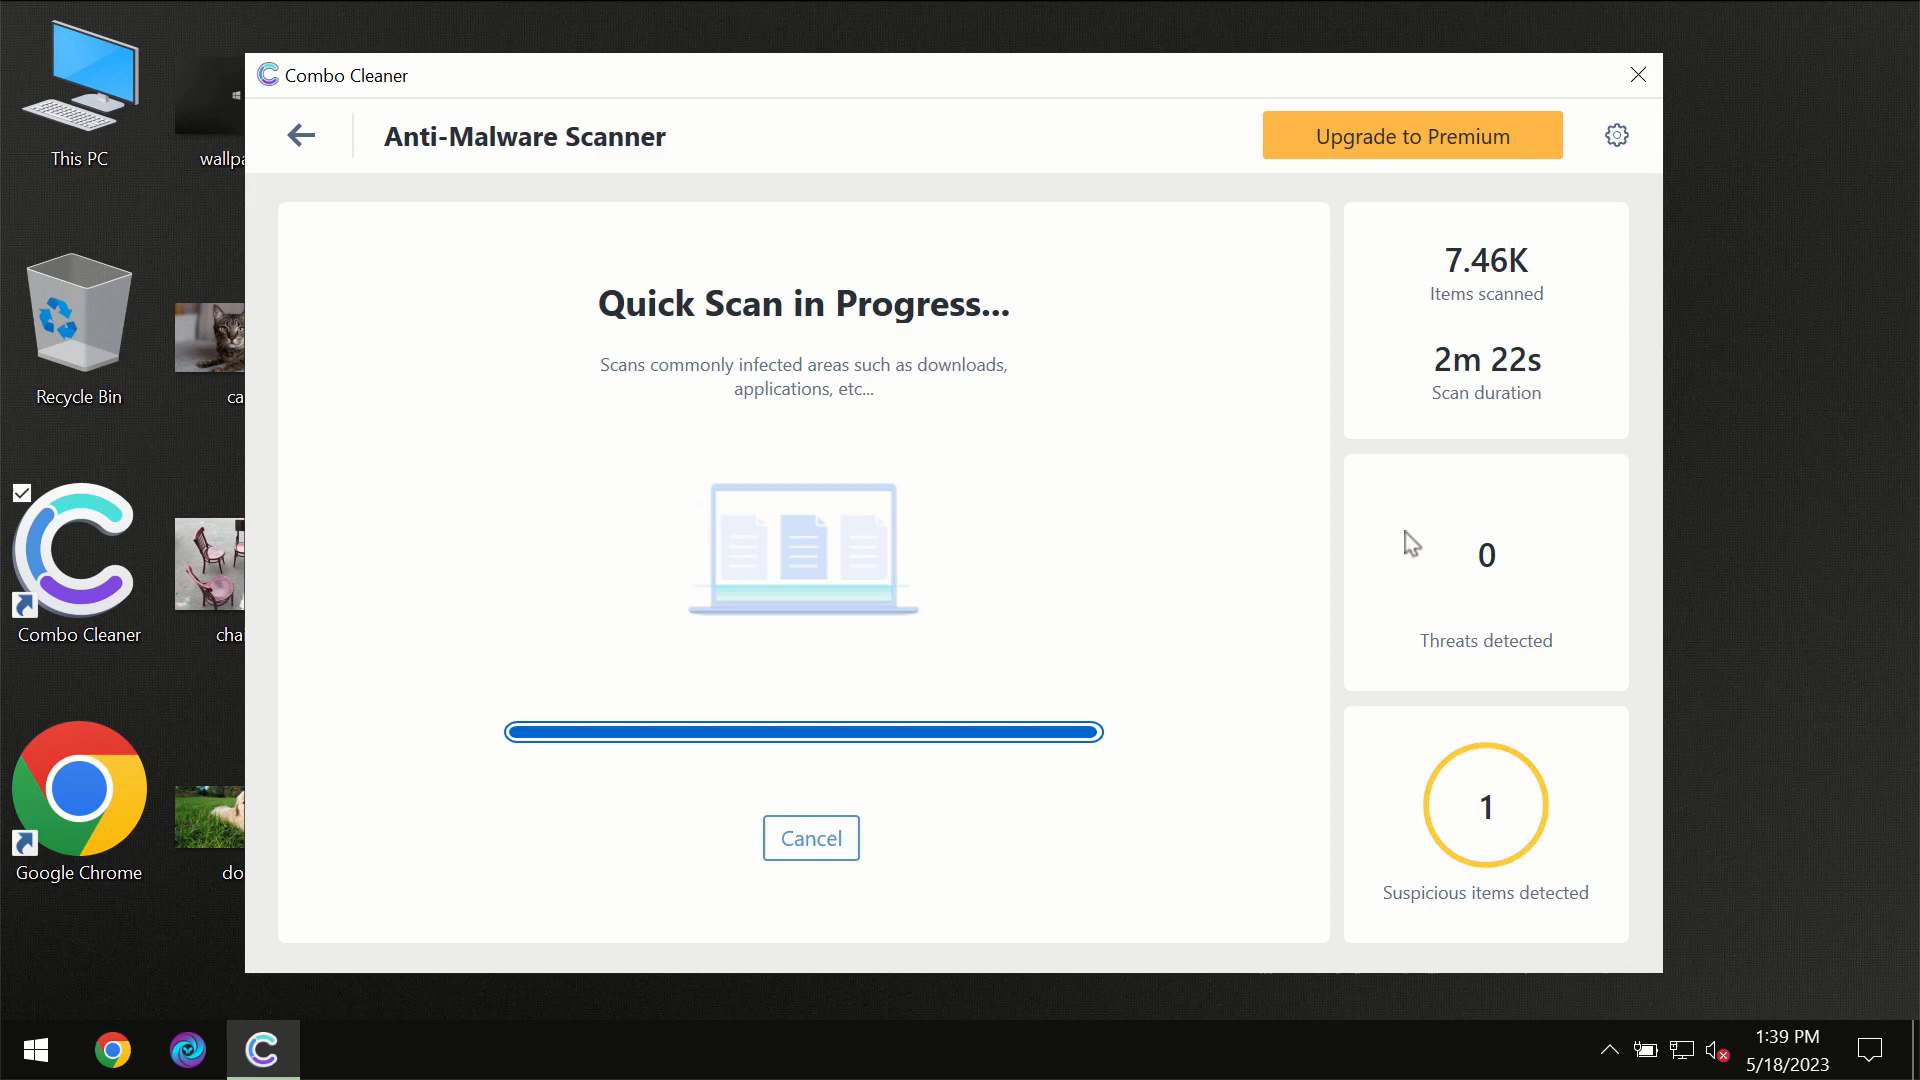 Combo Cleaner
Anti-Malware Scanner
Upgrade to Premium
Quick Scan in Progress...
Scans commonly infected areas such as downloads,
applications, etc...
Cancel
7.46K
Items scanned
2m 22s
Scan duration
0
Threats detected
1
Suspicious items detected
This PC
wallpa
Recycle Bin
ca
Combo Cleaner
chai
Google Chrome
do
1:39 PM
5/18/2023